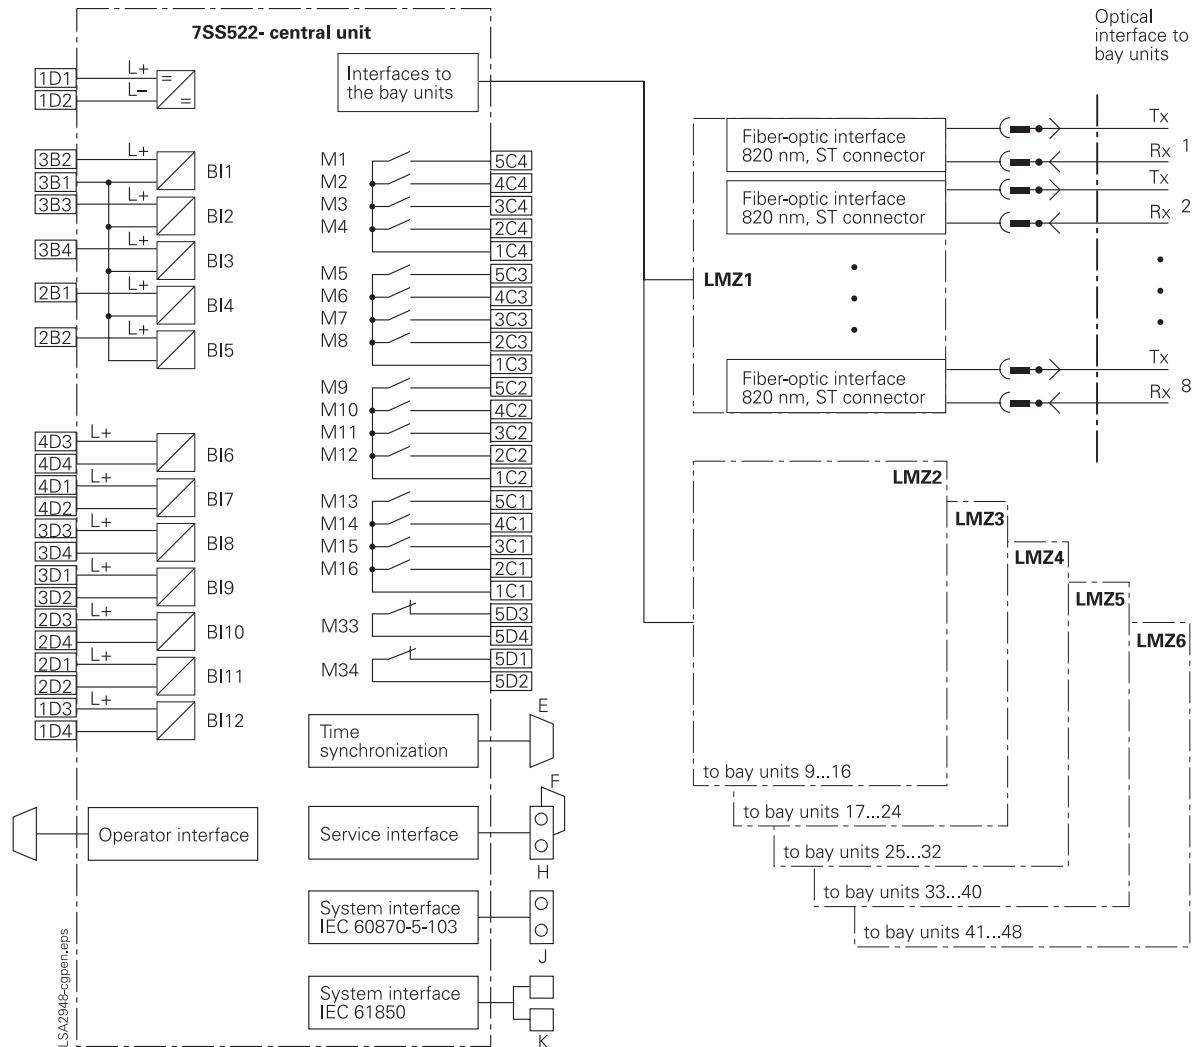 7SS522- central unit
1D1
L+
=
=
1D2
L–
3B2
L+
BI1
3B1
3B3
L+
BI2
3B4
L+
BI3
2B1
L+
BI4
2B2
L+
BI5
4D3
L+
BI6
4D4
4D1
L+
BI7
4D2
3D3
L+
BI8
3D4
3D1
L+
BI9
3D2
2D3
L+
BI10
2D4
2D1
L+
BI11
2D2
1D3
L+
BI12
1D4
Operator interface
LSA2948-cgpen.eps
Interfaces to
the bay units
M1
5C4
M2
4C4
M3
3C4
M4
2C4
1C4
M5
5C3
M6
4C3
M7
3C3
M8
2C3
1C3
M9
5C2
M10
4C2
M11
3C2
M12
2C2
1C2
M13
5C1
M14
4C1
M15
3C1
M16
2C1
1C1
M33
5D3
5D4
M34
5D1
5D2
Time
synchronization
E
Service interface
F
H
System interface
IEC 60870-5-103
J
System interface
IEC 61850
K
Optical
interface to
bay units
Fiber-optic interface
820 nm, ST connector
Tx
Rx
1
Fiber-optic interface
820 nm, ST connector
Tx
Rx
2
LMZ1
Fiber-optic interface
820 nm, ST connector
Tx
Rx
8
LMZ2
LMZ3
LMZ4
LMZ5
LMZ6
to bay units 9...16
to bay units 17...24
to bay units 25...32
to bay units 33...40
to bay units 41...48